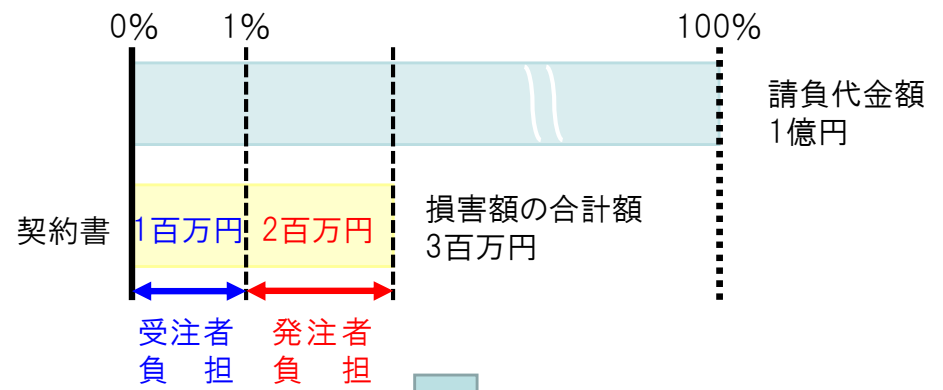 0% 1% 100%
請負代金額
1億円
契約書 1百万円 2百万円
損害額の合計額
3百万円
受注者
負 担
発注者
負 担